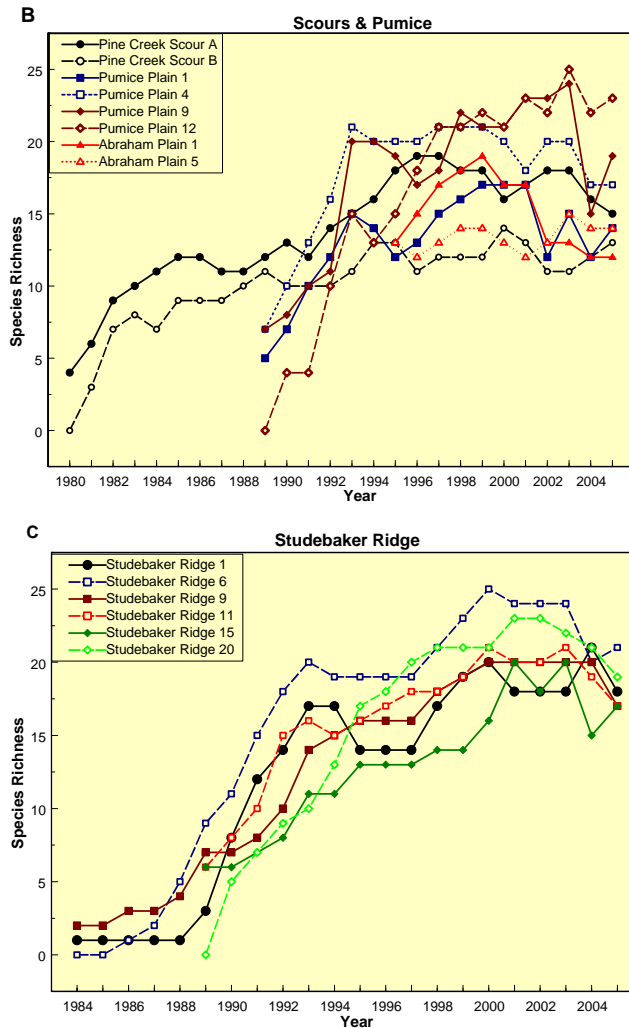 B
Scours & Pumice
Pine Creek Scour A
Pine Creek Scour B
Pumice Plain 1
Pumice Plain 4
Pumice Plain 9
Pumice Plain 12
Abraham Plain 1
Abraham Plain 5
25
20
15
10
5
0
Species Richness
1980 1982 1984 1986 1988 1990 1992 1994 1996 1998 2000 2002 2004
Year
C
Studebaker Ridge
Studebaker Ridge 1
Studebaker Ridge 6
Studebaker Ridge 9
Studebaker Ridge 11
Studebaker Ridge 15
Studebaker Ridge 20
25
20
15
10
5
0
Species Richness
1984 1986 1988 1990 1992 1994 1996 1998 2000 2002 2004
Year